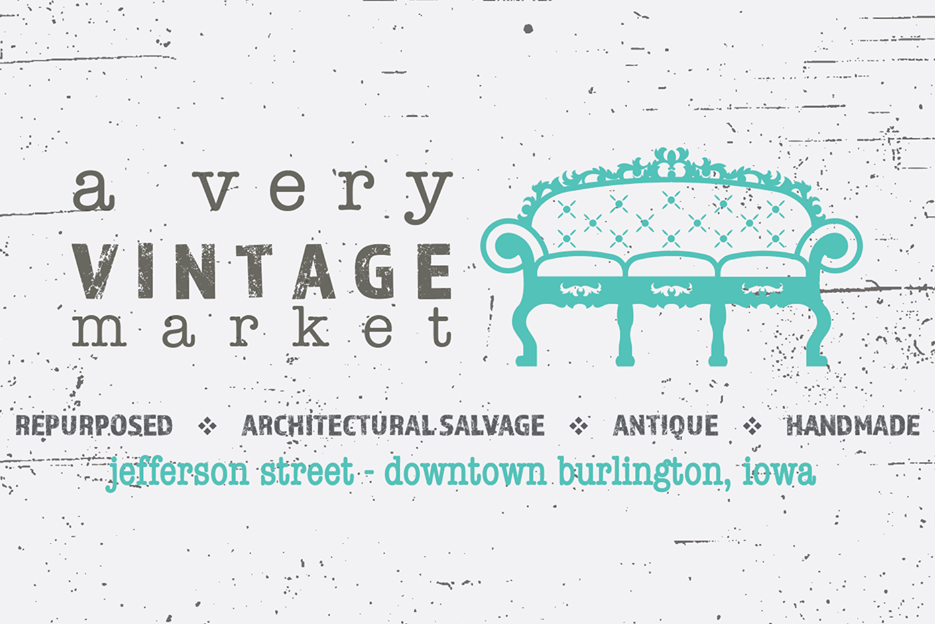 a very
VINTAGE
market
REPURPOSED ❖ ARCHITECTURAL SALVAGE ❖ ANTIQUE ❖ HANDMADE
jefferson street - downtown burlington, iowa